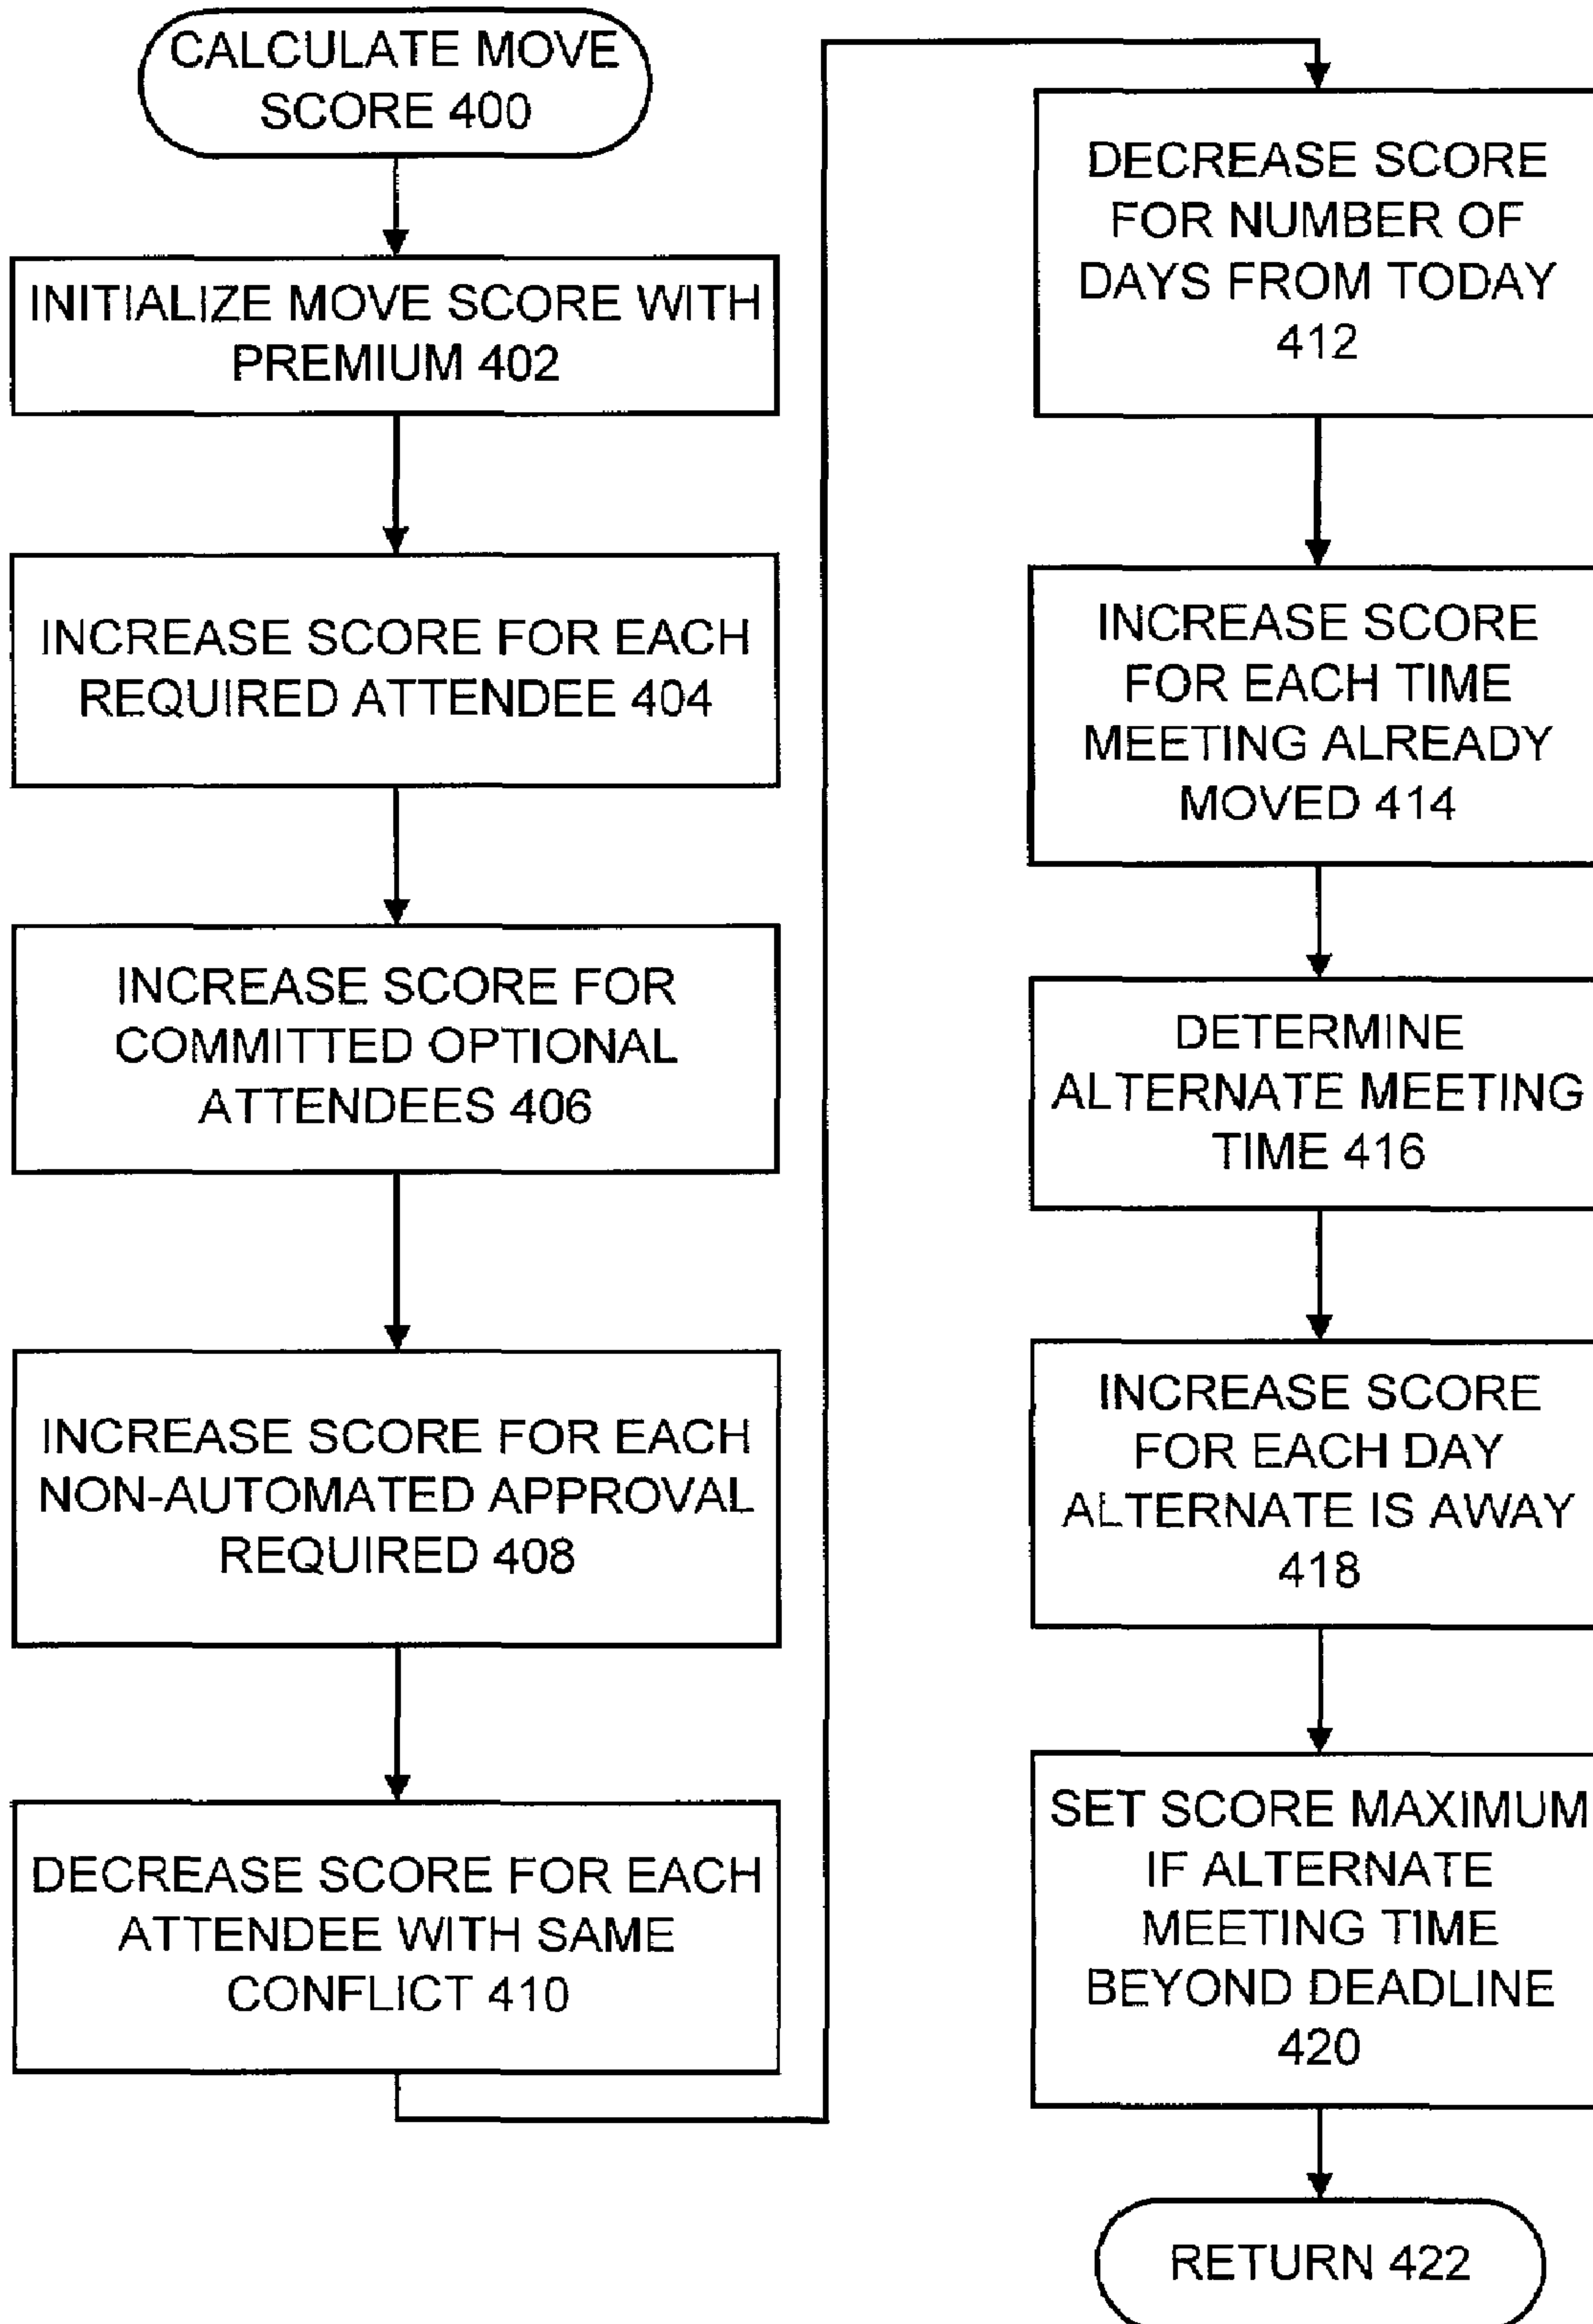 CALCULATE MOVE
SCORE 400
INITIALIZE MOVE SCORE WITH
PREMIUM 402
INCREASE SCORE FOR EACH
REQUIRED ATTENDEE 404
INCREASE SCORE FOR
COMMITTED OPTIONAL
ATTENDEES 406
INCREASE SCORE FOR EACH
NON-AUTOMATED APPROVAL
REQUIRED 408
DECREASE SCORE FOR EACH
ATTENDEE WITH SAME
CONFLICT 410
DECREASE SCORE
FOR NUMBER OF
DAYS FROM TODAY
412
INCREASE SCORE
FOR EACH TIME
MEETING ALREADY
MOVED 414
DETERMINE
ALTERNATE MEETING
TIME 416
INCREASE SCORE
FOR EACH DAY
ALTERNATE IS AWAY
418
SET SCORE MAXIMUM
IF ALTERNATE
MEETING TIME
BEYOND DEADLINE
420
RETURN 422